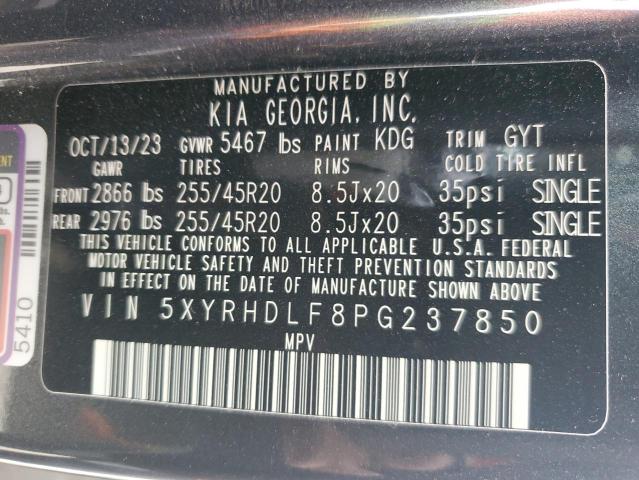 MANUFACTURED BY
KIA GEORGIA, INC.
OCT/13/23 GVWR 5467 lbs PAINT KDG TRIM GYT
GAWR TIRES RIMS COLD TIRE INFL
FRONT 2866 lbs 255/45R20 8.5Jx20 35psi SINGLE
REAR 2976 lbs 255/45R20 8.5Jx20 35psi SINGLE
THIS VEHICLE CONFORMS TO ALL APPLICABLE U.S.A. FEDERAL
MOTOR VEHICLE SAFETY AND THEFT PREVENTION STANDARDS
IN EFFECT ON THE DATE OF MANUFACTURE SHOWN ABOVE
VIN 5XYRHDLF8PG237850
MPV
5410